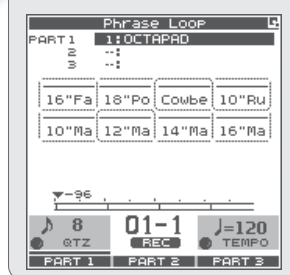 Phrase Loop
PART1 1:OCTAPAD
2 --:
3 --:
16"Fa 18"Po Cowbe 10"Ru
10"Ma 12"Ma 14"Ma 16"Ma
-96
♪ 8 01-1 ♩=120
QTZ REC TEMPO
PART 1 PART 2 PART 3